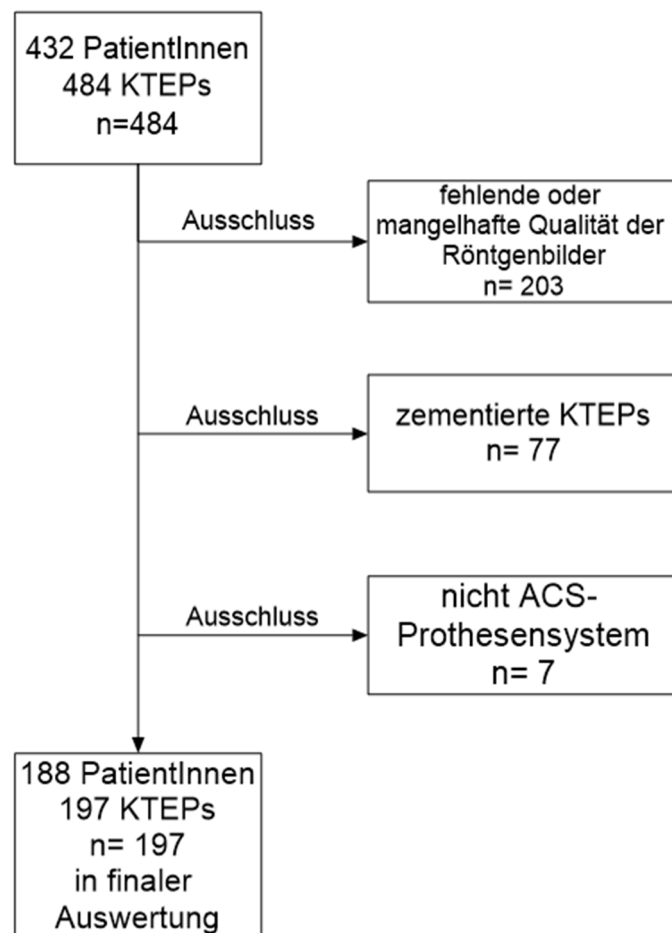 432 PatientInnen
484 KTEPs
n=484
Ausschluss
fehlende oder
mangelhafte Qualität der
Röntgenbilder
n= 203
Ausschluss
zementierte KTEPs
n= 77
Ausschluss
nicht ACS-
Prothesensystem
n= 7
188 PatientInnen
197 KTEPs
n= 197
in finaler
Auswertung